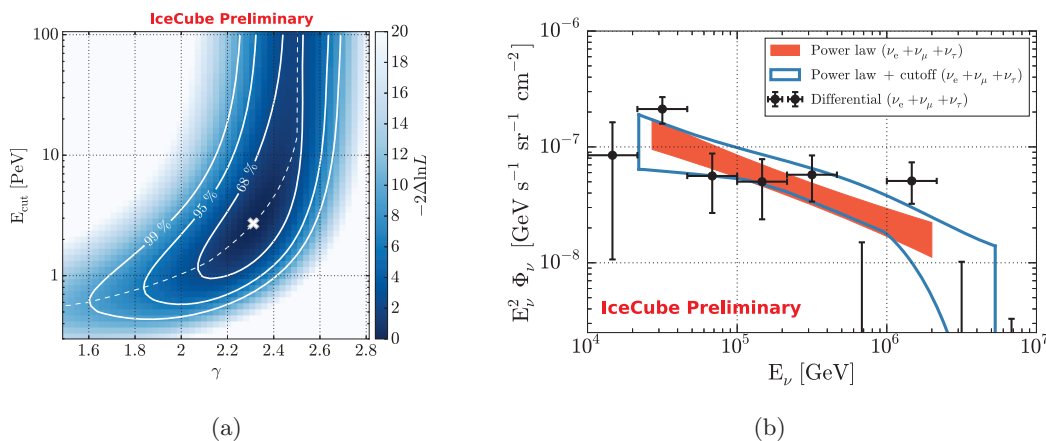 IceCube Preliminary
100
10
1
E_cut [PeV]
99 %
95 %
68 %
1.6 1.8 2 2.2 2.4 2.6 2.8
γ
20
18
16
14
12
10
8
6
4
2
0
−2ΔlnL
(a)
10^-6
10^-7
10^-8
E_ν^2 Φ_ν [GeV s^-1 sr^-1 cm^-2]
Power law (ν_e + ν_μ + ν_τ)
Power law + cutoff (ν_e + ν_μ + ν_τ)
Differential (ν_e + ν_μ + ν_τ)
IceCube Preliminary
10^4 10^5 10^6 10^7
E_ν [GeV]
(b)